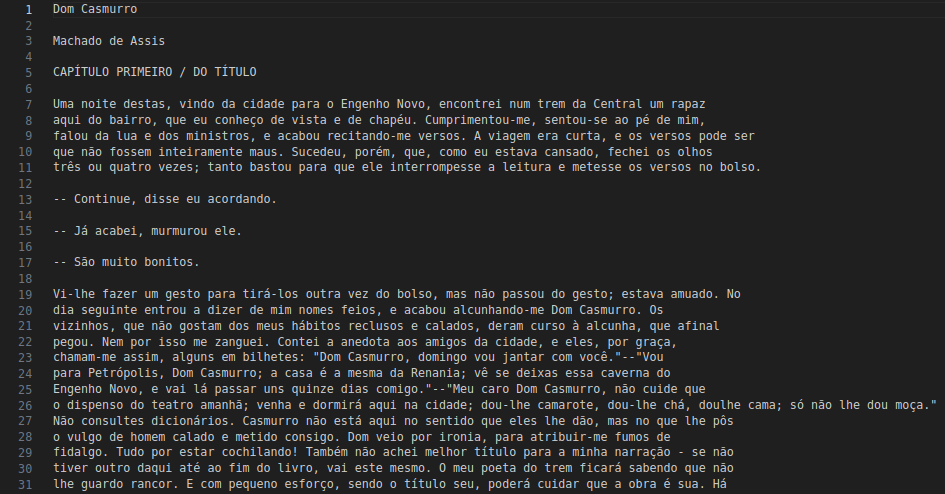 1 Dom Casmurro
2
3 Machado de Assis
4
5 CAPÍTULO PRIMEIRO / DO TÍTULO
6
7 Uma noite destas, vindo da cidade para o Engenho Novo, encontrei num trem da Central um rapaz
8 aqui do bairro, que eu conheço de vista e de chapéu. Cumprimentou-me, sentou-se ao pé de mim,
9 falou da lua e dos ministros, e acabou recitando-me versos. A viagem era curta, e os versos pode ser
10 que não fossem inteiramente maus. Sucedeu, porém, que, como eu estava cansado, fechei os olhos
11 três ou quatro vezes; tanto bastou para que ele interrompesse a leitura e metesse os versos no bolso.
12
13 -- Continue, disse eu acordando.
14
15 -- Já acabei, murmurou ele.
16
17 -- São muito bonitos.
18
19 Vi-lhe fazer um gesto para tirá-los outra vez do bolso, mas não passou do gesto; estava amuado. No
20 dia seguinte entrou a dizer de mim nomes feios, e acabou alcunhando-me Dom Casmurro. Os
21 vizinhos, que não gostam dos meus hábitos reclusos e calados, deram curso à alcunha, que afinal
22 pegou. Nem por isso me zanguei. Contei a anedota aos amigos da cidade, e eles, por graça,
23 chamam-me assim, alguns em bilhetes: "Dom Casmurro, domingo vou jantar com você."--"Vou
24 para Petrópolis, Dom Casmurro; a casa é a mesma da Renania; vê se deixas essa caverna do
25 Engenho Novo, e vai lá passar uns quinze dias comigo."--"Meu caro Dom Casmurro, não cuide que
26 o dispenso do teatro amanhã; venha e dormirá aqui na cidade; dou-lhe camarote, dou-lhe chá, doulhe cama; só não lhe dou moça."
27 Não consultes dicionários. Casmurro não está aqui no sentido que eles lhe dão, mas no que lhe pôs
28 o vulgo de homem calado e metido consigo. Dom veio por ironia, para atribuir-me fumos de
29 fidalgo. Tudo por estar cochilando! Também não achei melhor título para a minha narração - se não
30 tiver outro daqui até ao fim do livro, vai este mesmo. O meu poeta do trem ficará sabendo que não
31 lhe guardo rancor. E com pequeno esforço, sendo o título seu, poderá cuidar que a obra é sua. Há